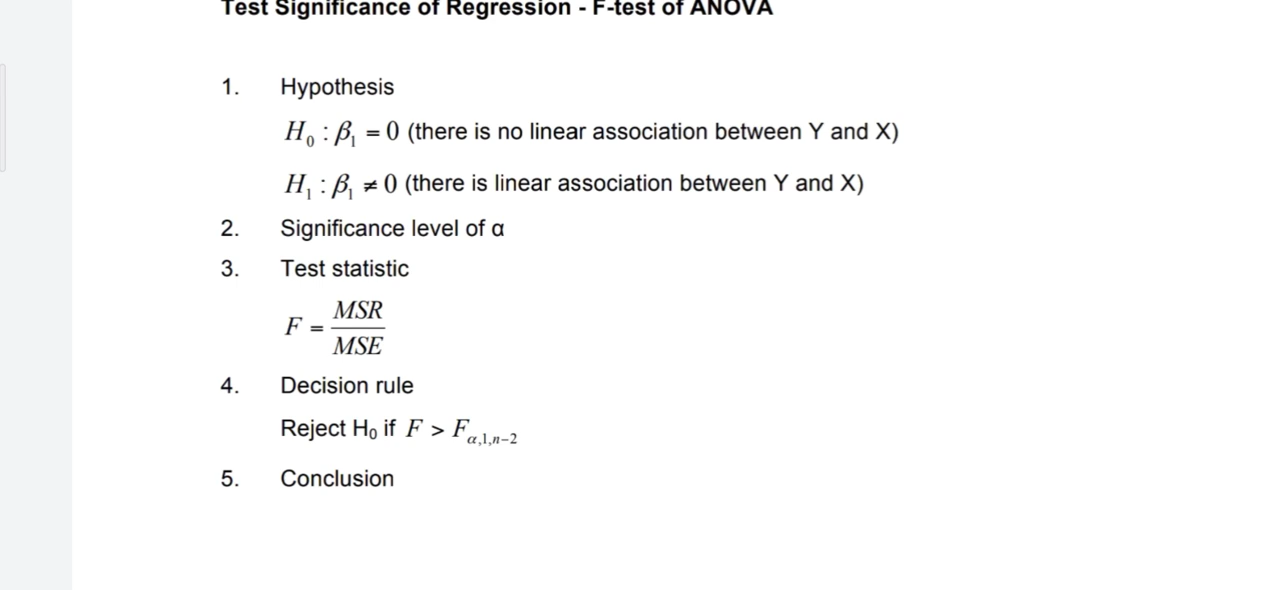 Test Significance of Regression - F-test of ANOVA
1. Hypothesis
H₀ : β₁ = 0 (there is no linear association between Y and X)
H₁ : β₁ ≠ 0 (there is linear association between Y and X)
2. Significance level of α
3. Test statistic
F = MSR / MSE
4. Decision rule
Reject H₀ if F > F_{α,1,n−2}
5. Conclusion